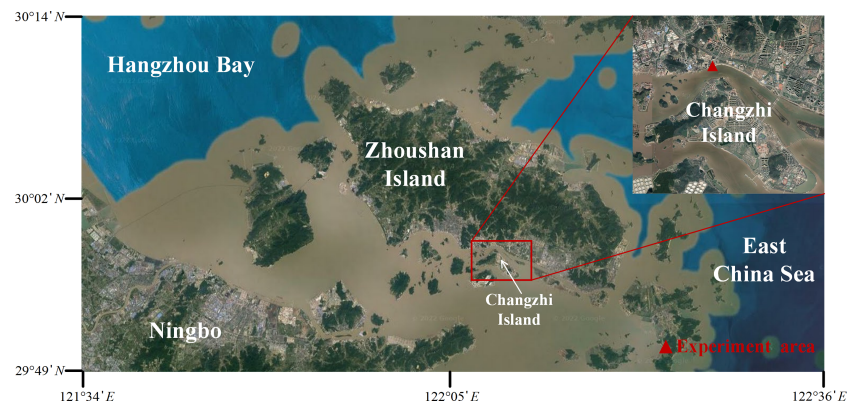 30°14′N
Hangzhou Bay
Zhoushan
Island
Changzhi
Island
30°02′N
East
China Sea
Changzhi
Island
Ningbo
Experiment area
29°49′N
121°34′E
122°05′E
122°36′E